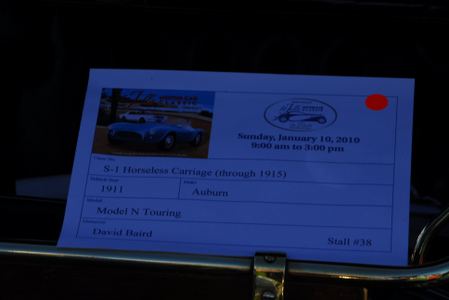 Sunday, January 10, 2010
9:00 am to 3:00 pm
S-1 Horseless Carriage (through 1915)
1911
Auburn
Model
Model N Touring
David Baird
Stall #38